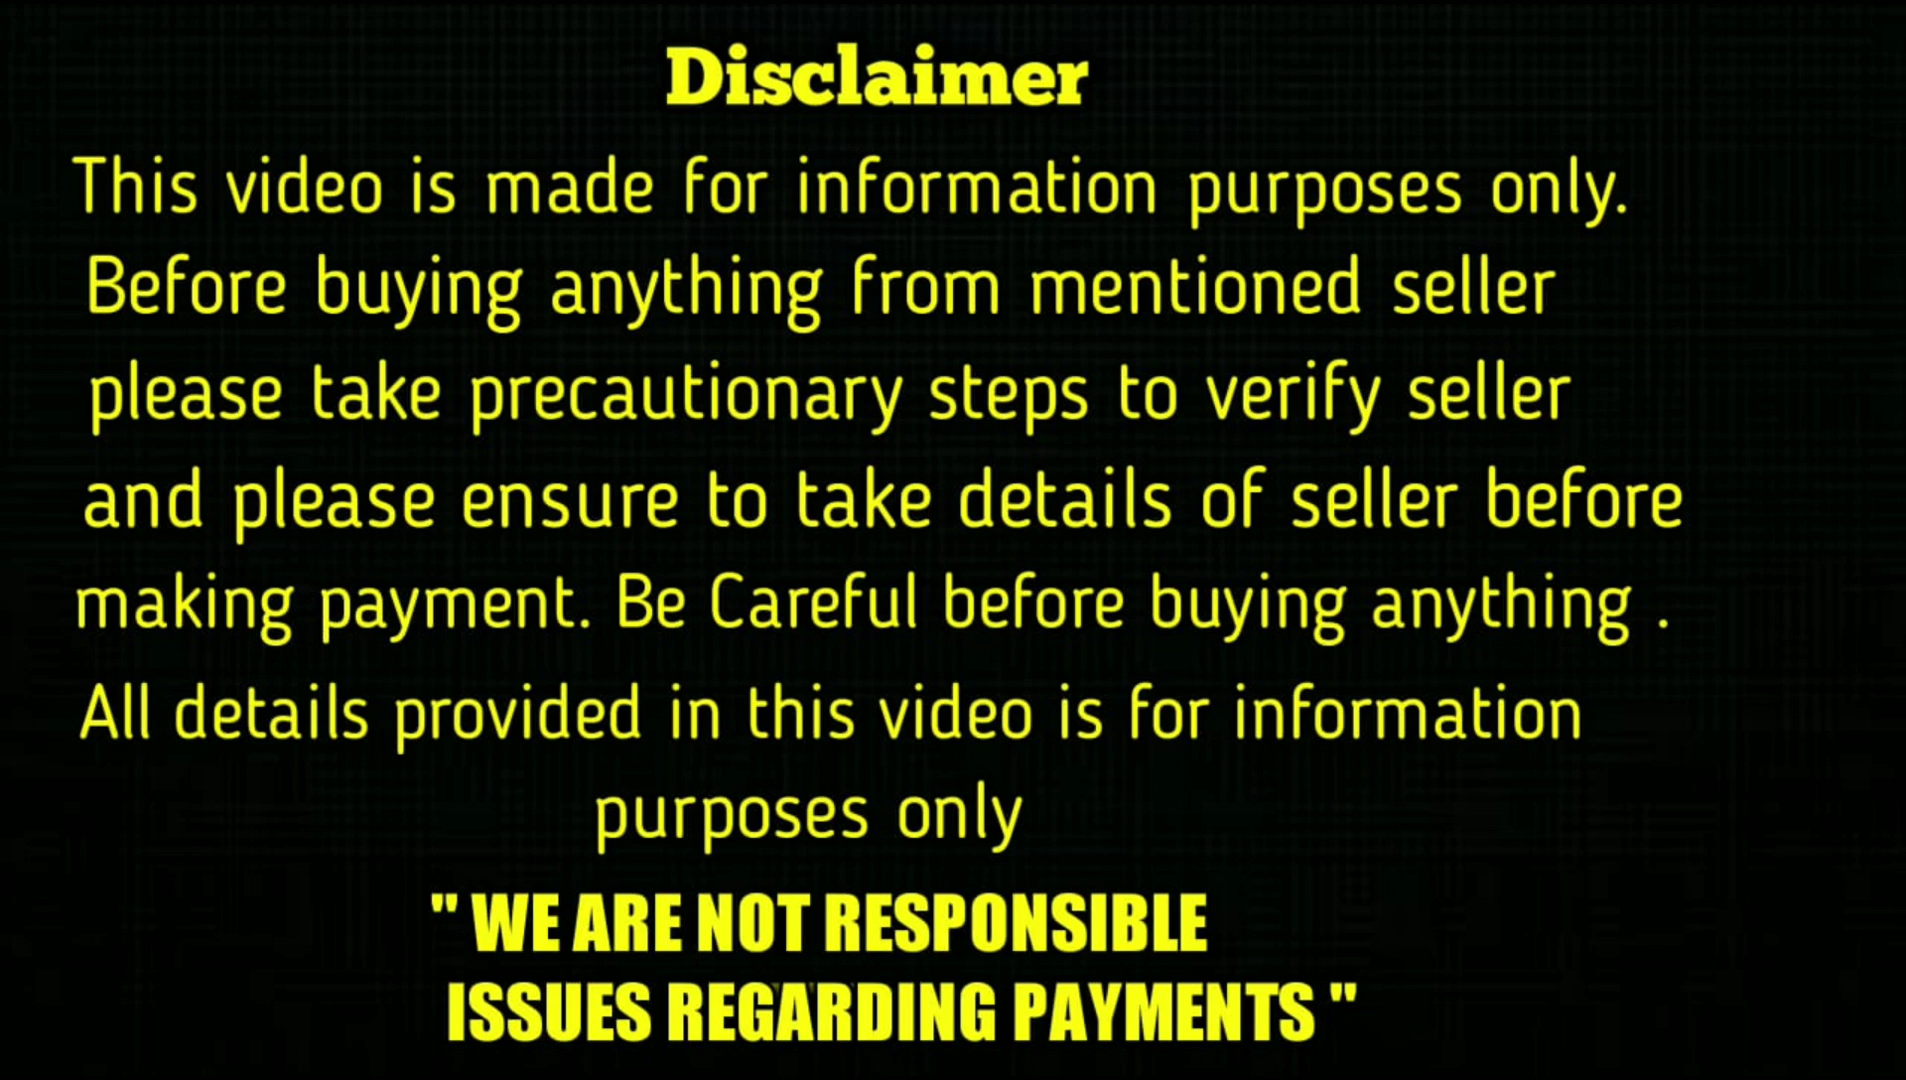 Disclaimer
This video is made for information purposes only.
Before buying anything from mentioned seller
please take precautionary steps to verify seller
and please ensure to take details of seller before
making payment. Be Careful before buying anything .
All details provided in this video is for information
purposes only
" WE ARE NOT RESPONSIBLE
ISSUES REGARDING PAYMENTS "